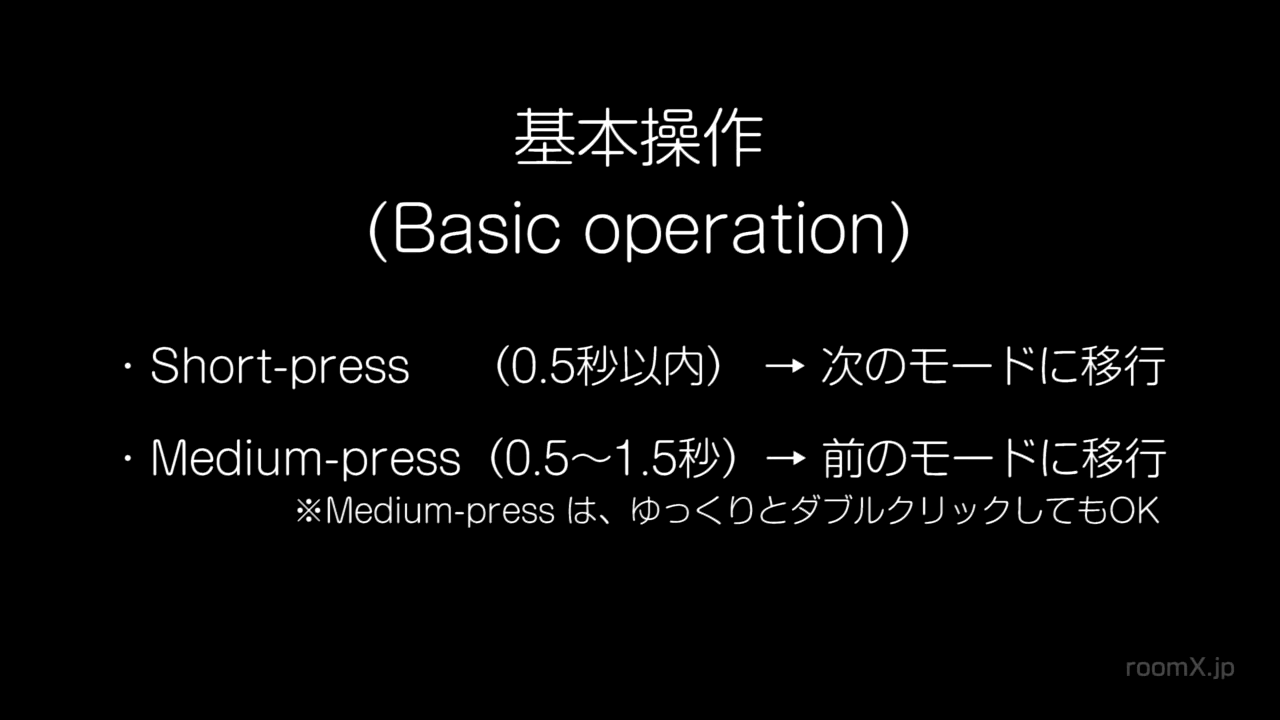 基本操作
(Basic operation)
・Short-press （0.5秒以内） → 次のモードに移行
・Medium-press（0.5〜1.5秒）→ 前のモードに移行
※Medium-press は、ゆっくりとダブルクリックしてもOK
roomX.jp